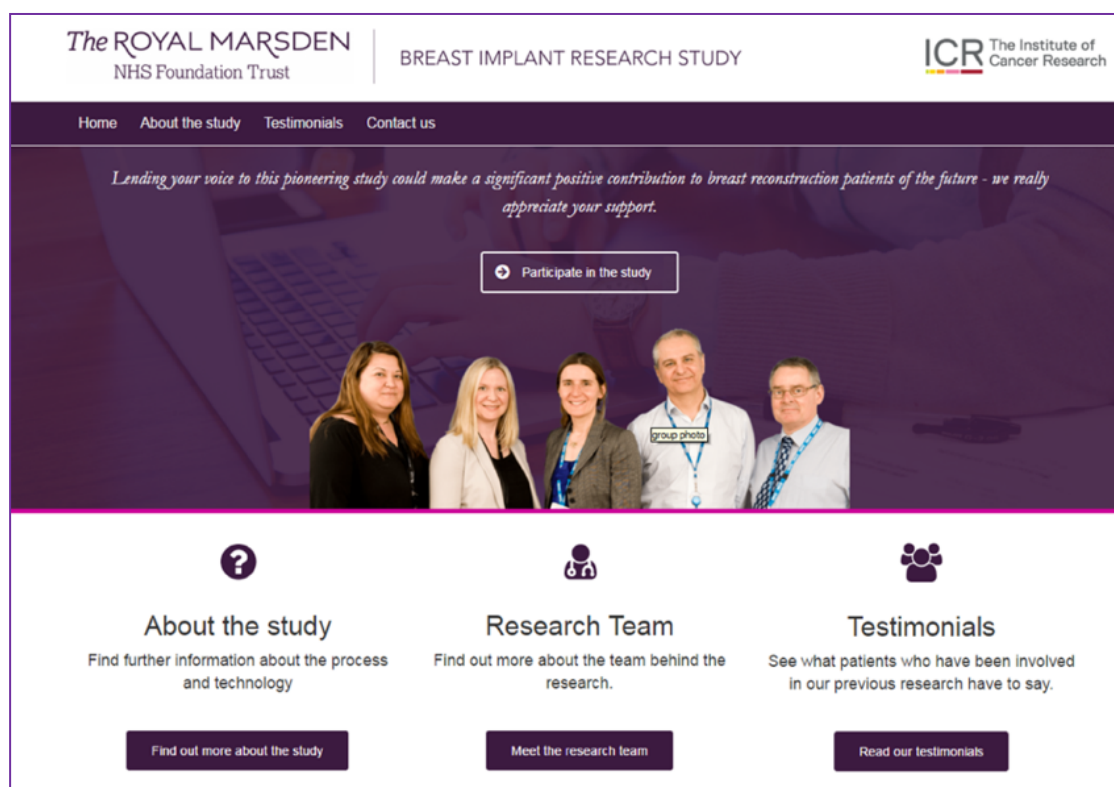 The ROYAL MARSDEN
NHS Foundation Trust
BREAST IMPLANT RESEARCH STUDY
ICR The Institute of
Cancer Research
Home About the study Testimonials Contact us
Lending your voice to this pioneering study could make a significant positive contribution to breast reconstruction patients of the future - we really
appreciate your support.
Participate in the study
group photo
?
About the study
Find further information about the process
and technology
Find out more about the study
Research Team
Find out more about the team behind the
research.
Meet the research team
Testimonials
See what patients who have been involved
in our previous research have to say.
Read our testimonials